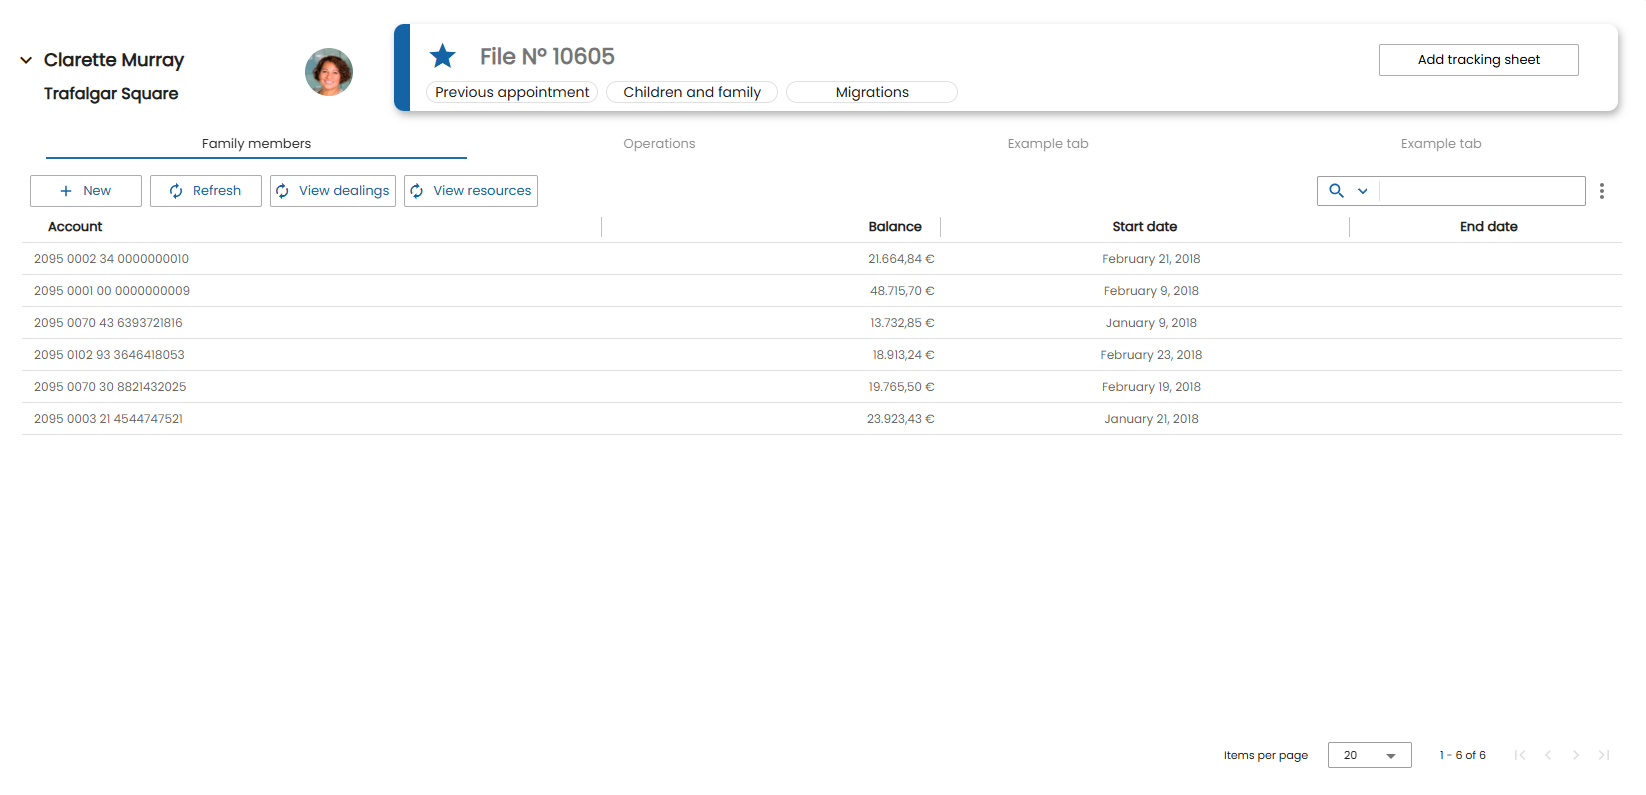 Clarette Murray
Trafalgar Square
File Nº 10605
Add tracking sheet
Previous appointment Children and family Migrations
Family members Operations Example tab Example tab
New Refresh View dealings View resources
Account Balance Start date End date
2095 0002 34 0000000010 21.664,84 € February 21, 2018
2095 0001 00 0000000009 48.715,70 € February 9, 2018
2095 0070 43 6393721816 13.732,85 € January 9, 2018
2095 0102 93 3646418053 18.913,24 € February 23, 2018
2095 0070 30 8821432025 19.765,50 € February 19, 2018
2095 0003 21 4544747521 23.923,43 € January 21, 2018
Items per page 20 1 - 6 of 6